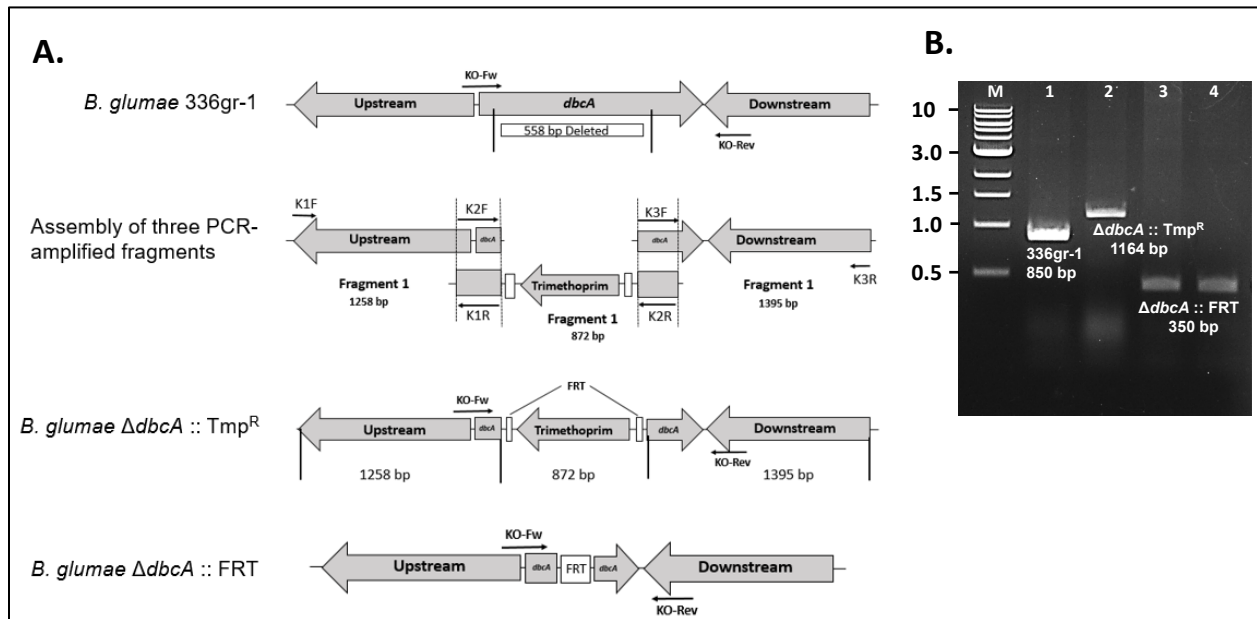 A.
B. glumae 336gr-1
KO-Fw
Upstream
dbcA
Downstream
558 bp Deleted
KO-Rev
Assembly of three PCR-
amplified fragments
K1F
K2F
K3F
Upstream
dbcA
dbcA
Downstream
Fragment 1
1258 bp
Trimethoprim
Fragment 1
1395 bp
K3R
K1R
Fragment 1
872 bp
K2R
FRT
B. glumae ΔdbcA :: TmpR
KO-Fw
Upstream
dbcA
Trimethoprim
dbcA
Downstream
KO-Rev
1258 bp
872 bp
1395 bp
B. glumae ΔdbcA :: FRT
KO-Fw
Upstream
dbcA
FRT
dbcA
Downstream
KO-Rev
B.
M 1 2 3 4
10
3.0
1.5
1.0
0.5
336gr-1
850 bp
ΔdbcA :: TmpR
1164 bp
ΔdbcA :: FRT
350 bp